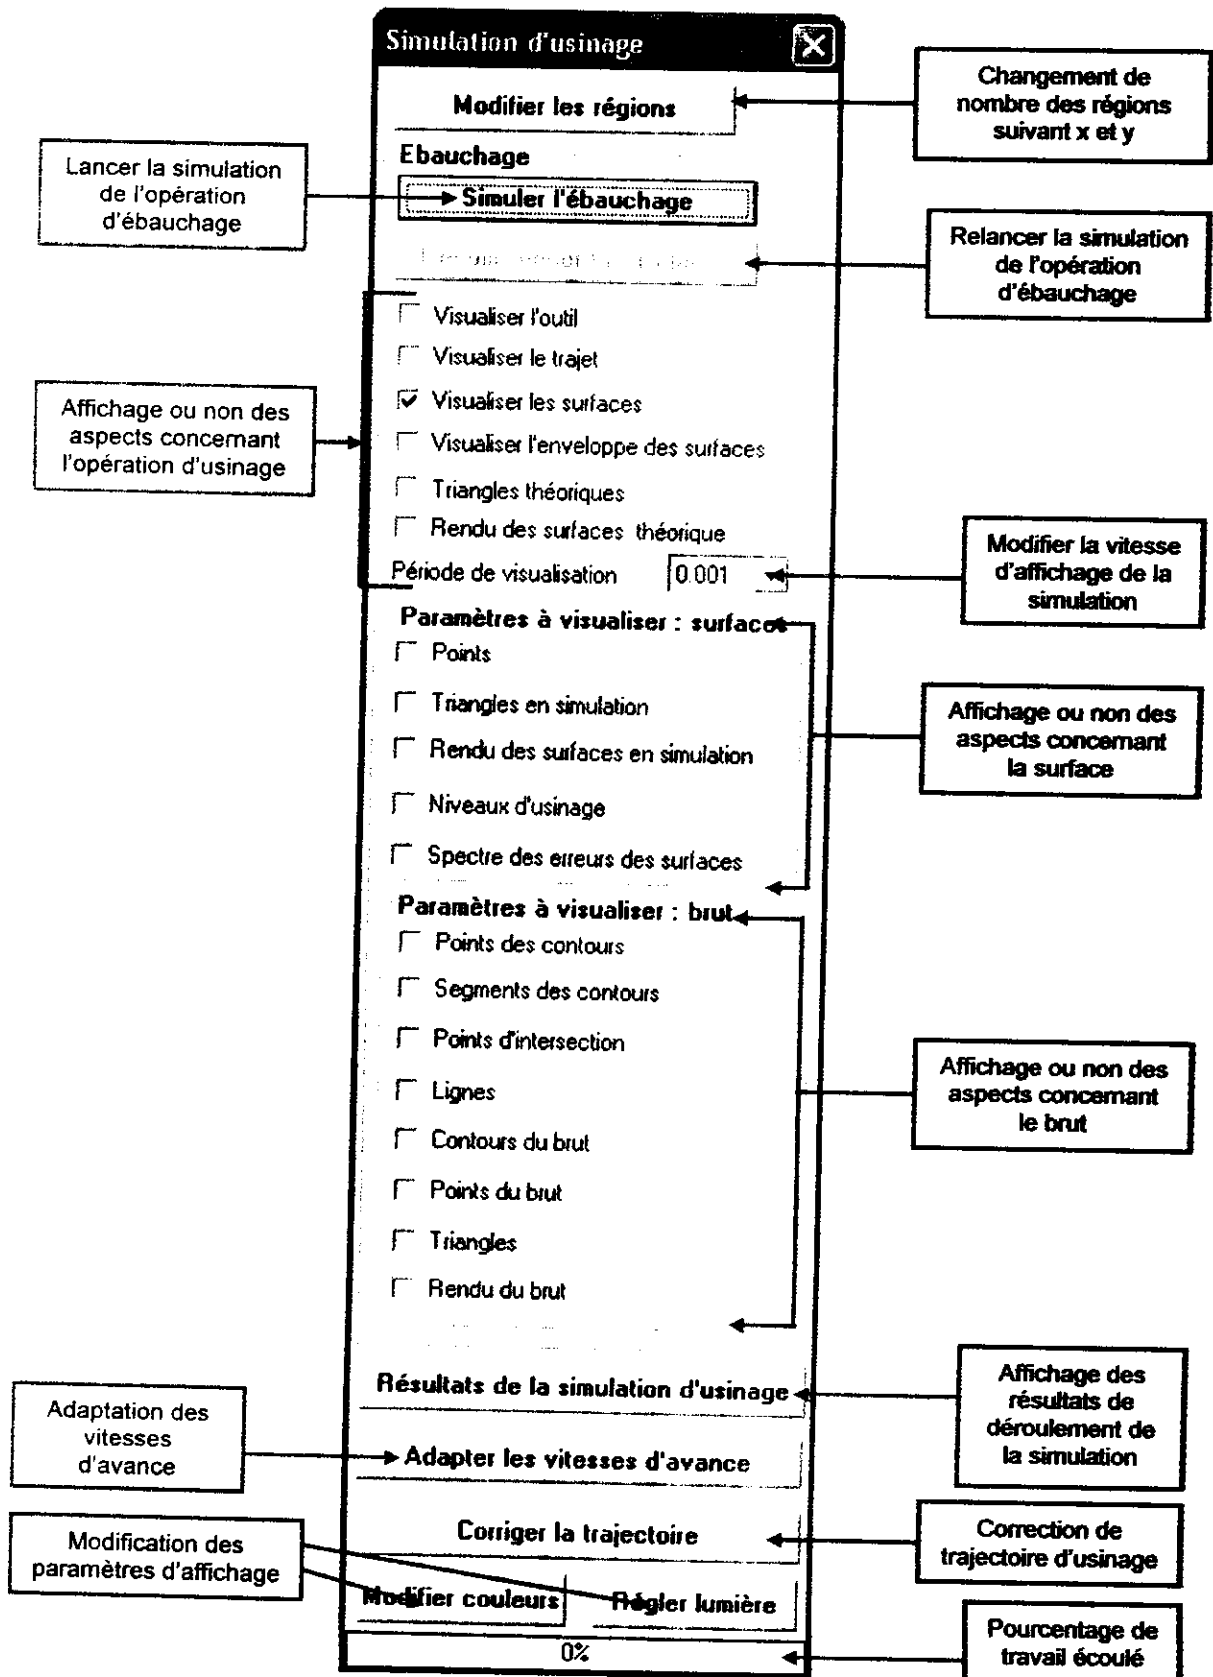 Simulation d'usinage
Modifier les régions
Changement de
nombre des régions
suivant x et y
Ebauchage
Lancer la simulation
de l'opération
d'ébauchage
Simuler l'ébauchage
Relancer la simulation
de l'opération
d'ébauchage
Visualiser l'outil
Visualiser le trajet
Visualiser les surfaces
Visualiser l'enveloppe des surfaces
Triangles théoriques
Rendu des surfaces théorique
Affichage ou non des
aspects concernant
l'opération d'usinage
Période de visualisation 0.001
Modifier la vitesse
d'affichage de la
simulation
Paramètres à visualiser : surfaces
Points
Triangles en simulation
Rendu des surfaces en simulation
Niveaux d'usinage
Spectre des erreurs des surfaces
Affichage ou non des
aspects concernant
la surface
Paramètres à visualiser : brut
Points des contours
Segments des contours
Points d'intersection
Lignes
Contours du brut
Points du brut
Triangles
Rendu du brut
Affichage ou non des
aspects concernant
le brut
Résultats de la simulation d'usinage
Affichage des
résultats de
déroulement de
la simulation
Adaptation des
vitesses
d'avance
Adapter les vitesses d'avance
Corriger la trajectoire
Correction de
trajectoire d'usinage
Modification des
paramètres d'affichage
Modifier couleurs
Régler lumière
0%
Pourcentage de
travail écoulé